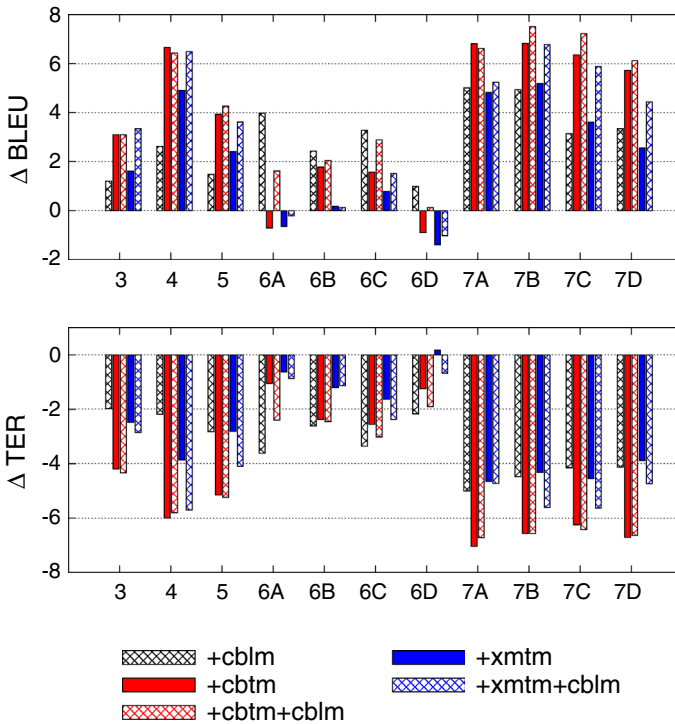 8
6
4
2
0
-2
Δ BLEU
3 4 5 6A 6B 6C 6D 7A 7B 7C 7D
0
-2
-4
-6
-8
Δ TER
3 4 5 6A 6B 6C 6D 7A 7B 7C 7D
+cblm
+cbtm
+cbtm+cblm
+xmtm
+xmtm+cblm